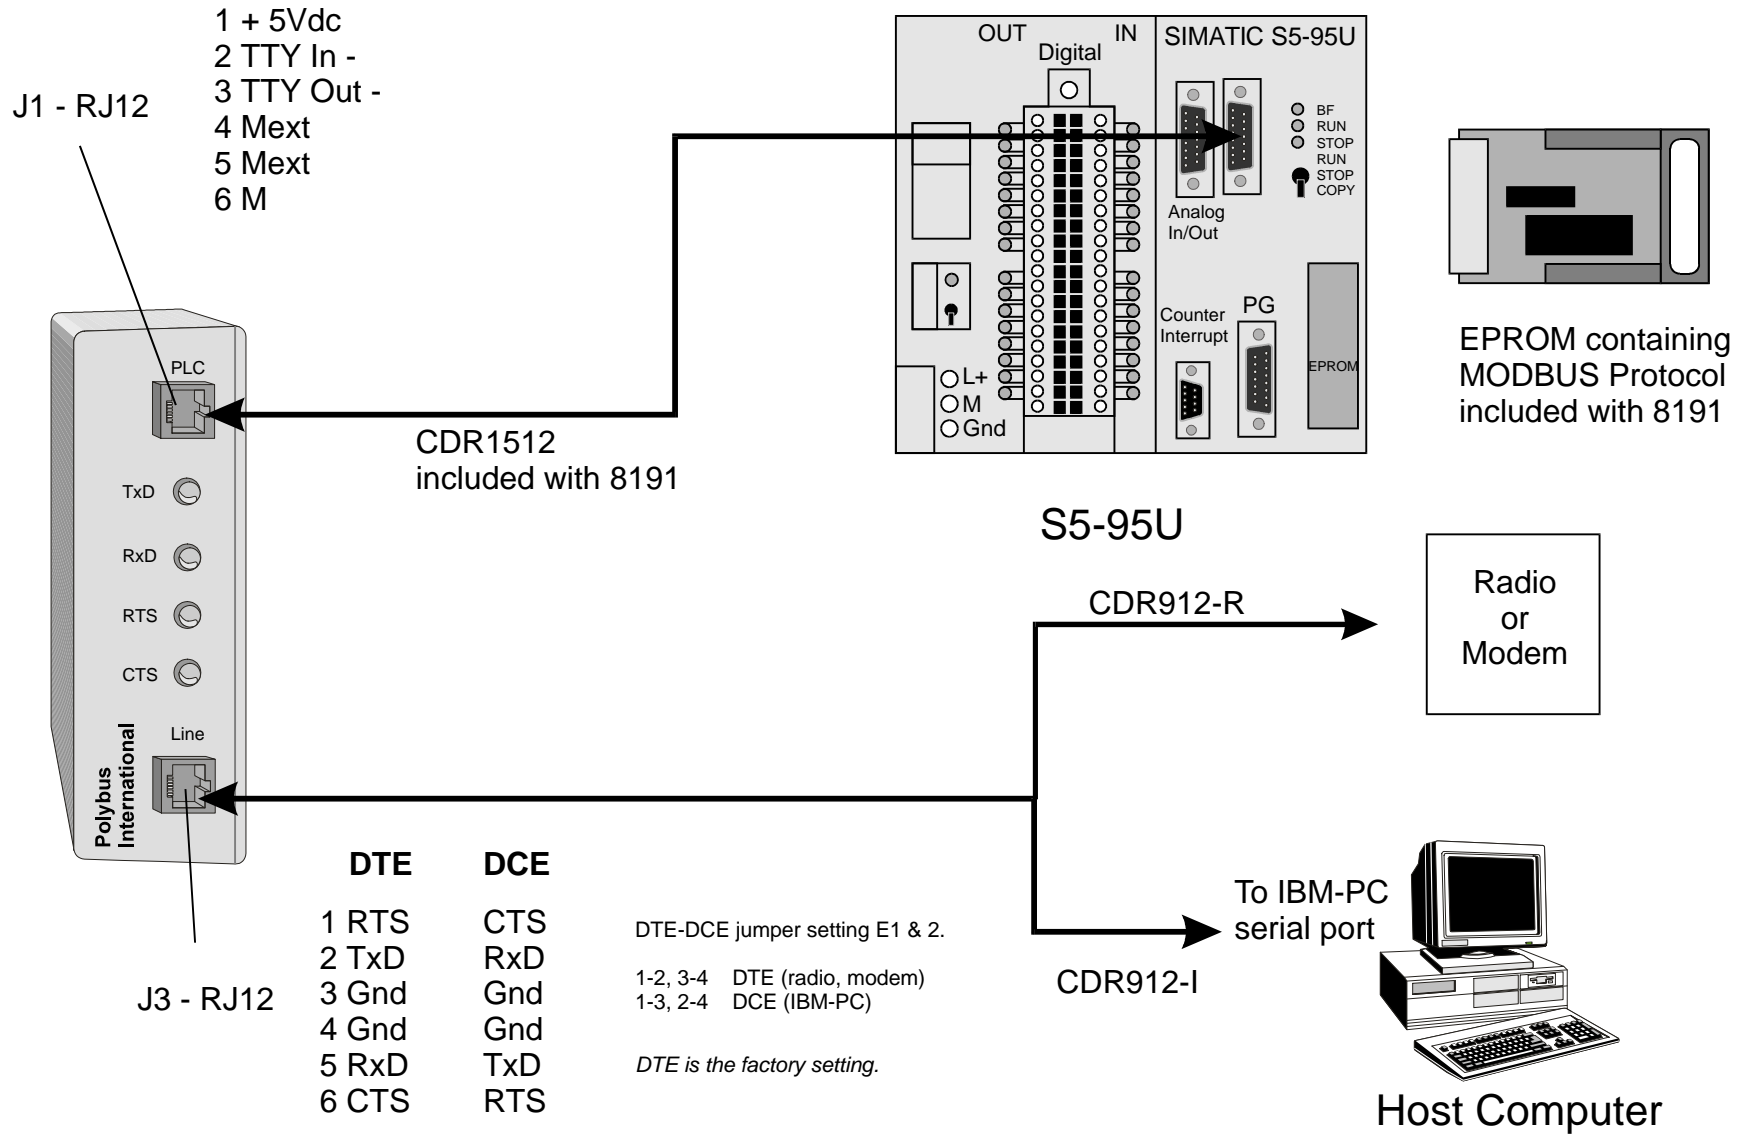 1 + 5Vdc
2 TTY In -
3 TTY Out -
4 Mext
5 Mext
6 M
J1 - RJ12
OUT
IN
Digital
SIMATIC S5-95U
BF
RUN
STOP
RUN
STOP
COPY
Analog
In/Out
Counter
Interrupt
PG
EPROM
L+
M
Gnd
S5-95U
EPROM containing
MODBUS Protocol
included with 8191
PLC
TxD
RxD
RTS
CTS
Line
Polybus
International
CDR1512
included with 8191
CDR912-R
Radio
or
Modem
To IBM-PC
serial port
CDR912-I
Host Computer
J3 - RJ12
DTE DCE
1 RTS CTS
2 TxD RxD
3 Gnd Gnd
4 Gnd Gnd
5 RxD TxD
6 CTS RTS
DTE-DCE jumper setting E1 & 2.
1-2, 3-4 DTE (radio, modem)
1-3, 2-4 DCE (IBM-PC)
DTE is the factory setting.